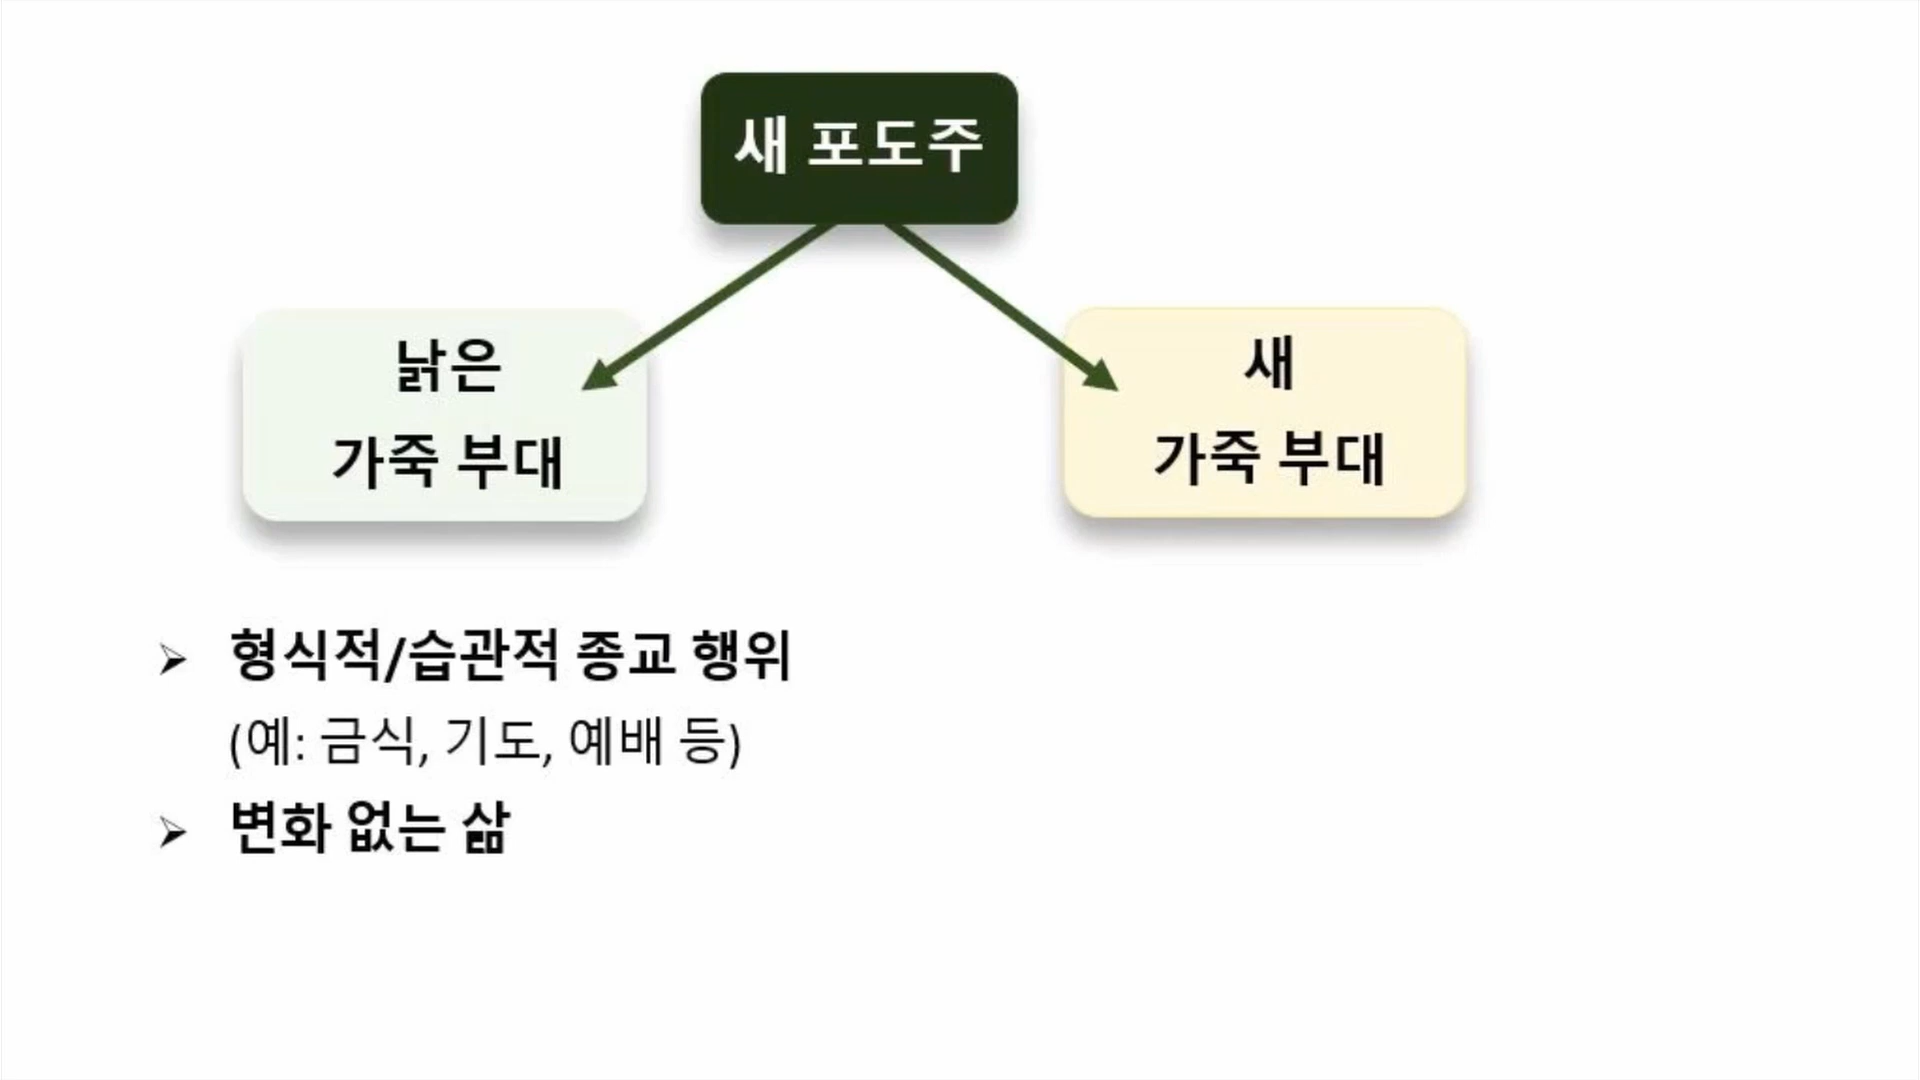 새 포도주
낡은
가죽 부대
새
가죽 부대
➢ 형식적/습관적 종교 행위
(예: 금식, 기도, 예배 등)
➢ 변화 없는 삶